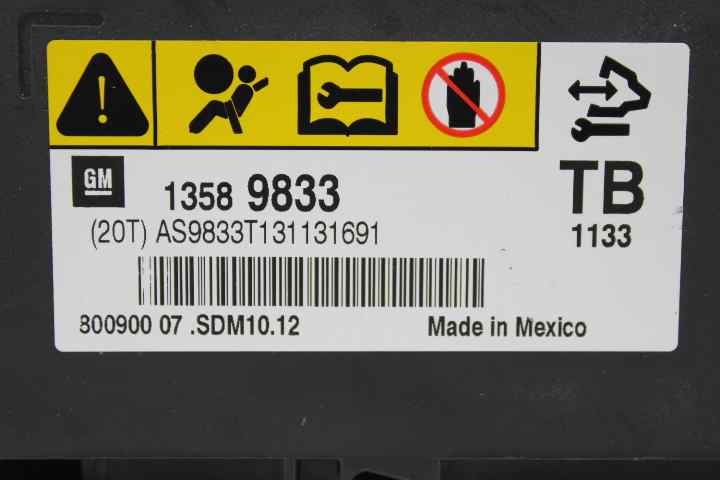 GM 1358 9833
TB
(20T) AS9833T131131691
1133
800900 07 .SDM10.12
Made in Mexico